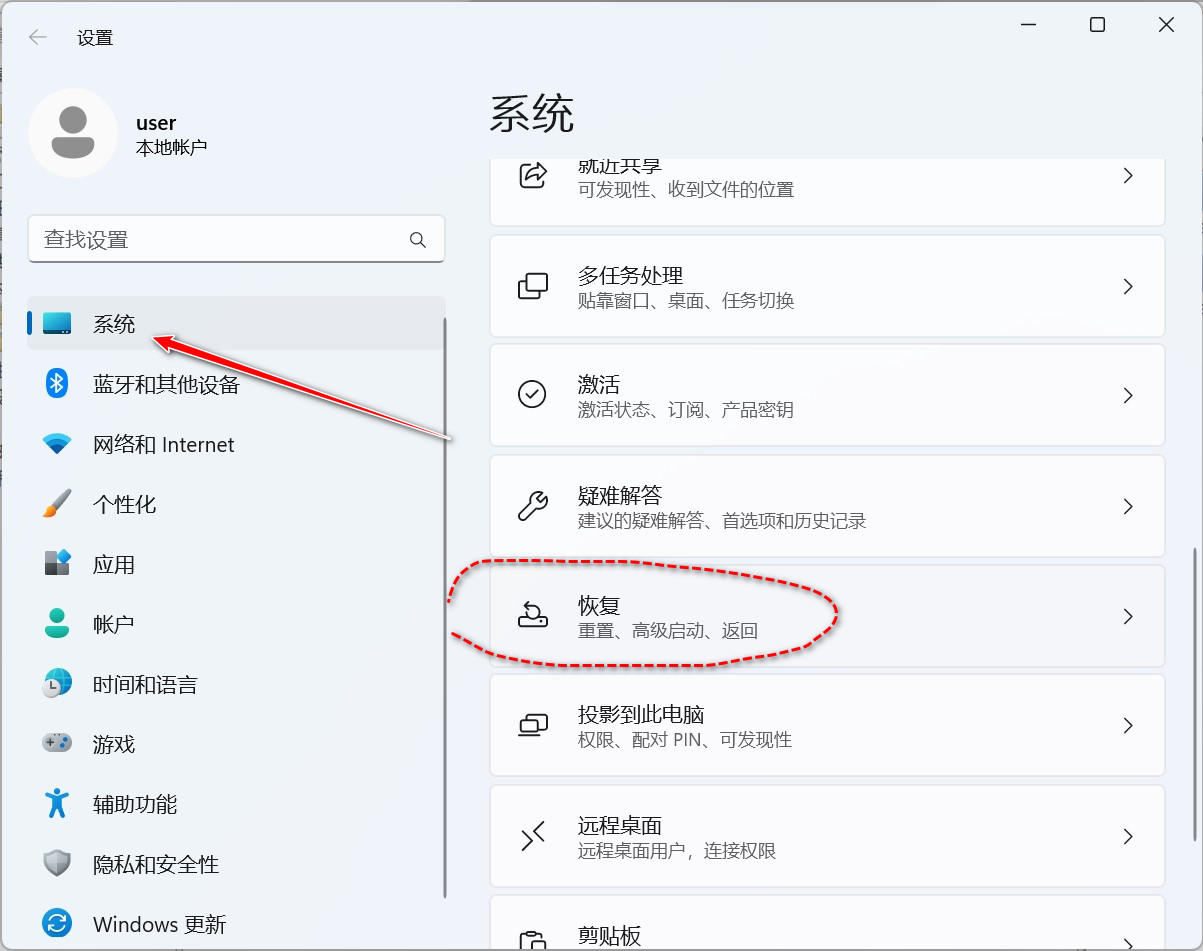 设置
user
本地帐户
查找设置
系统
蓝牙和其他设备
网络和 Internet
个性化
应用
帐户
时间和语言
游戏
辅助功能
隐私和安全性
Windows 更新
系统
就近共享
可发现性、收到文件的位置
多任务处理
贴靠窗口、桌面、任务切换
激活
激活状态、订阅、产品密钥
疑难解答
建议的疑难解答、首选项和历史记录
恢复
重置、高级启动、返回
投影到此电脑
权限、配对 PIN、可发现性
远程桌面
远程桌面用户，连接权限
剪贴板